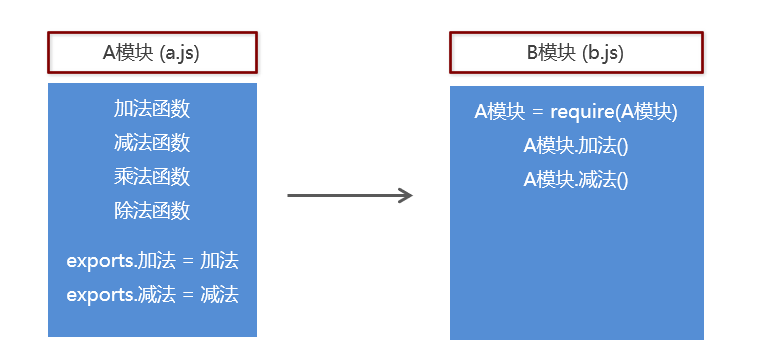 A模块 (a.js)
加法函数
减法函数
乘法函数
除法函数
exports.加法 = 加法
exports.减法 = 减法
B模块 (b.js)
A模块 = require(A模块)
A模块.加法()
A模块.减法()